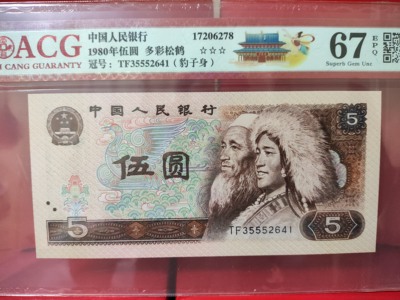 ACG
CANG GUARANTY
中国人民银行 17206278
1980年伍圆 多彩松鹤 ☆☆☆
冠号: TF35552641 (豹子身)
67 EPQ
Superb Gem Unc
中国人民银行
5
伍圆
5
5
TF35552641